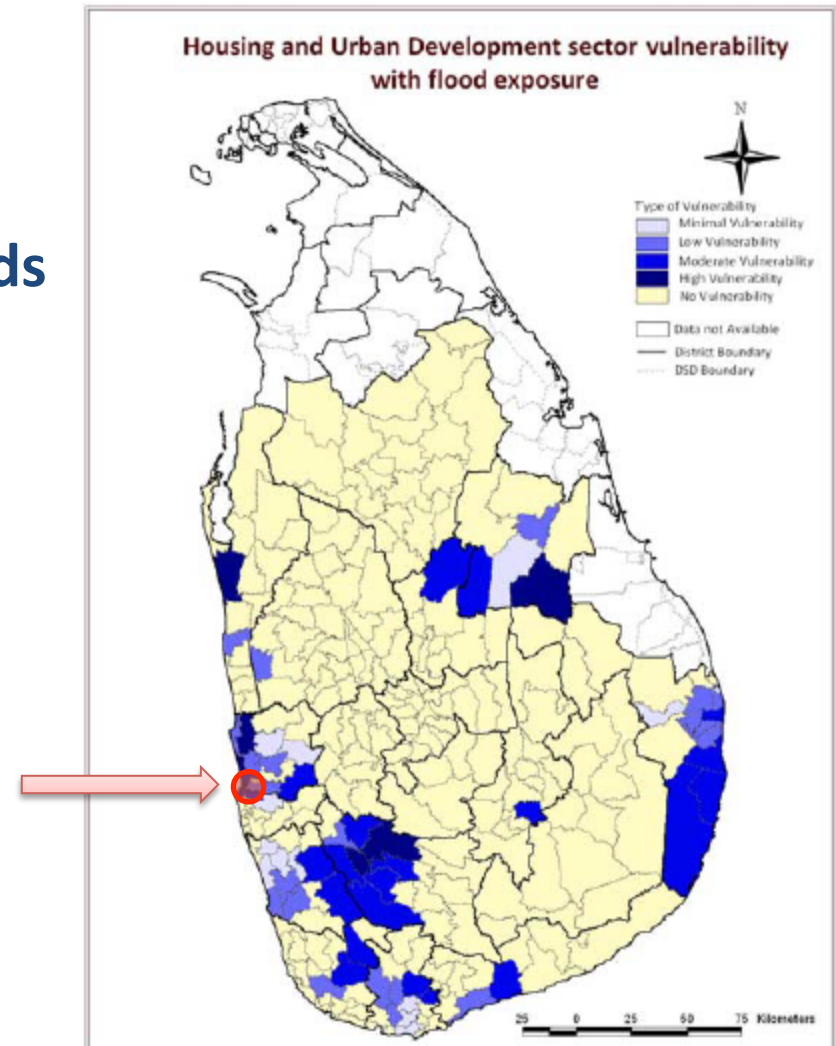 Housing and Urban Development sector vulnerability
with flood exposure
N
ds
Type of Vulnerability
Minimal Vulnerability
Low Vulnerability
Moderate Vulnerability
High Vulnerability
No Vulnerability
Data not Available
District Boundary
DSD Boundary
25 0 25 50 75 Kilometers